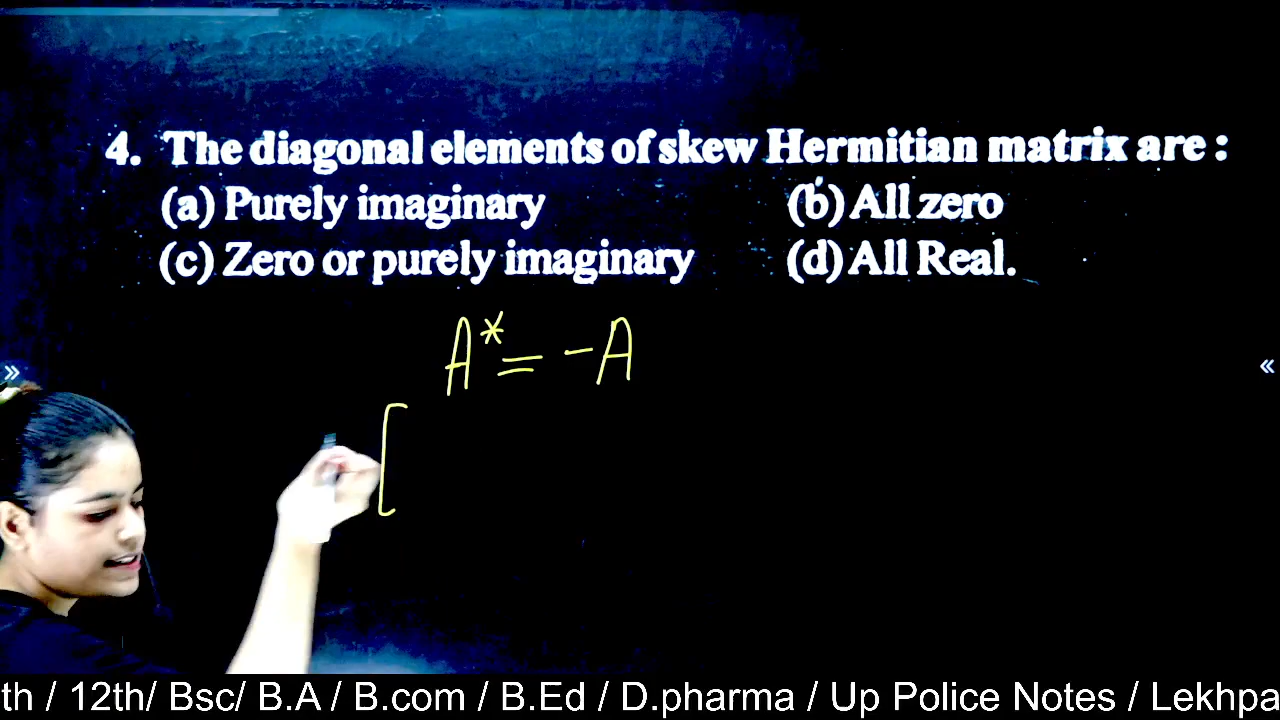 4. The diagonal elements of skew Hermitian matrix are :
(a) Purely imaginary (b) All zero
(c) Zero or purely imaginary (d) All Real.
A* = -A
[
» «
th / 12th/ Bsc/ B.A / B.com / B.Ed / D.pharma / Up Police Notes / Lekhpa